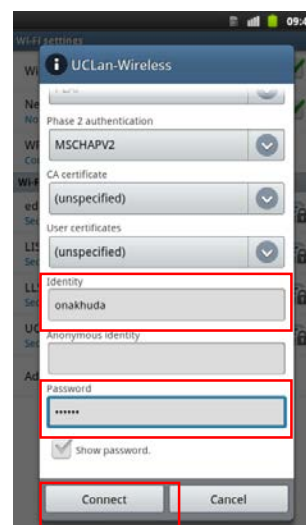 09:4
Wi-Fi settings
UCLan-Wireless
Phase 2 authentication
MSCHAPV2
CA certificate
(unspecified)
User certificates
(unspecified)
Identity
onakhuda
Anonymous identity
Password
••••••
Show password.
Connect
Cancel